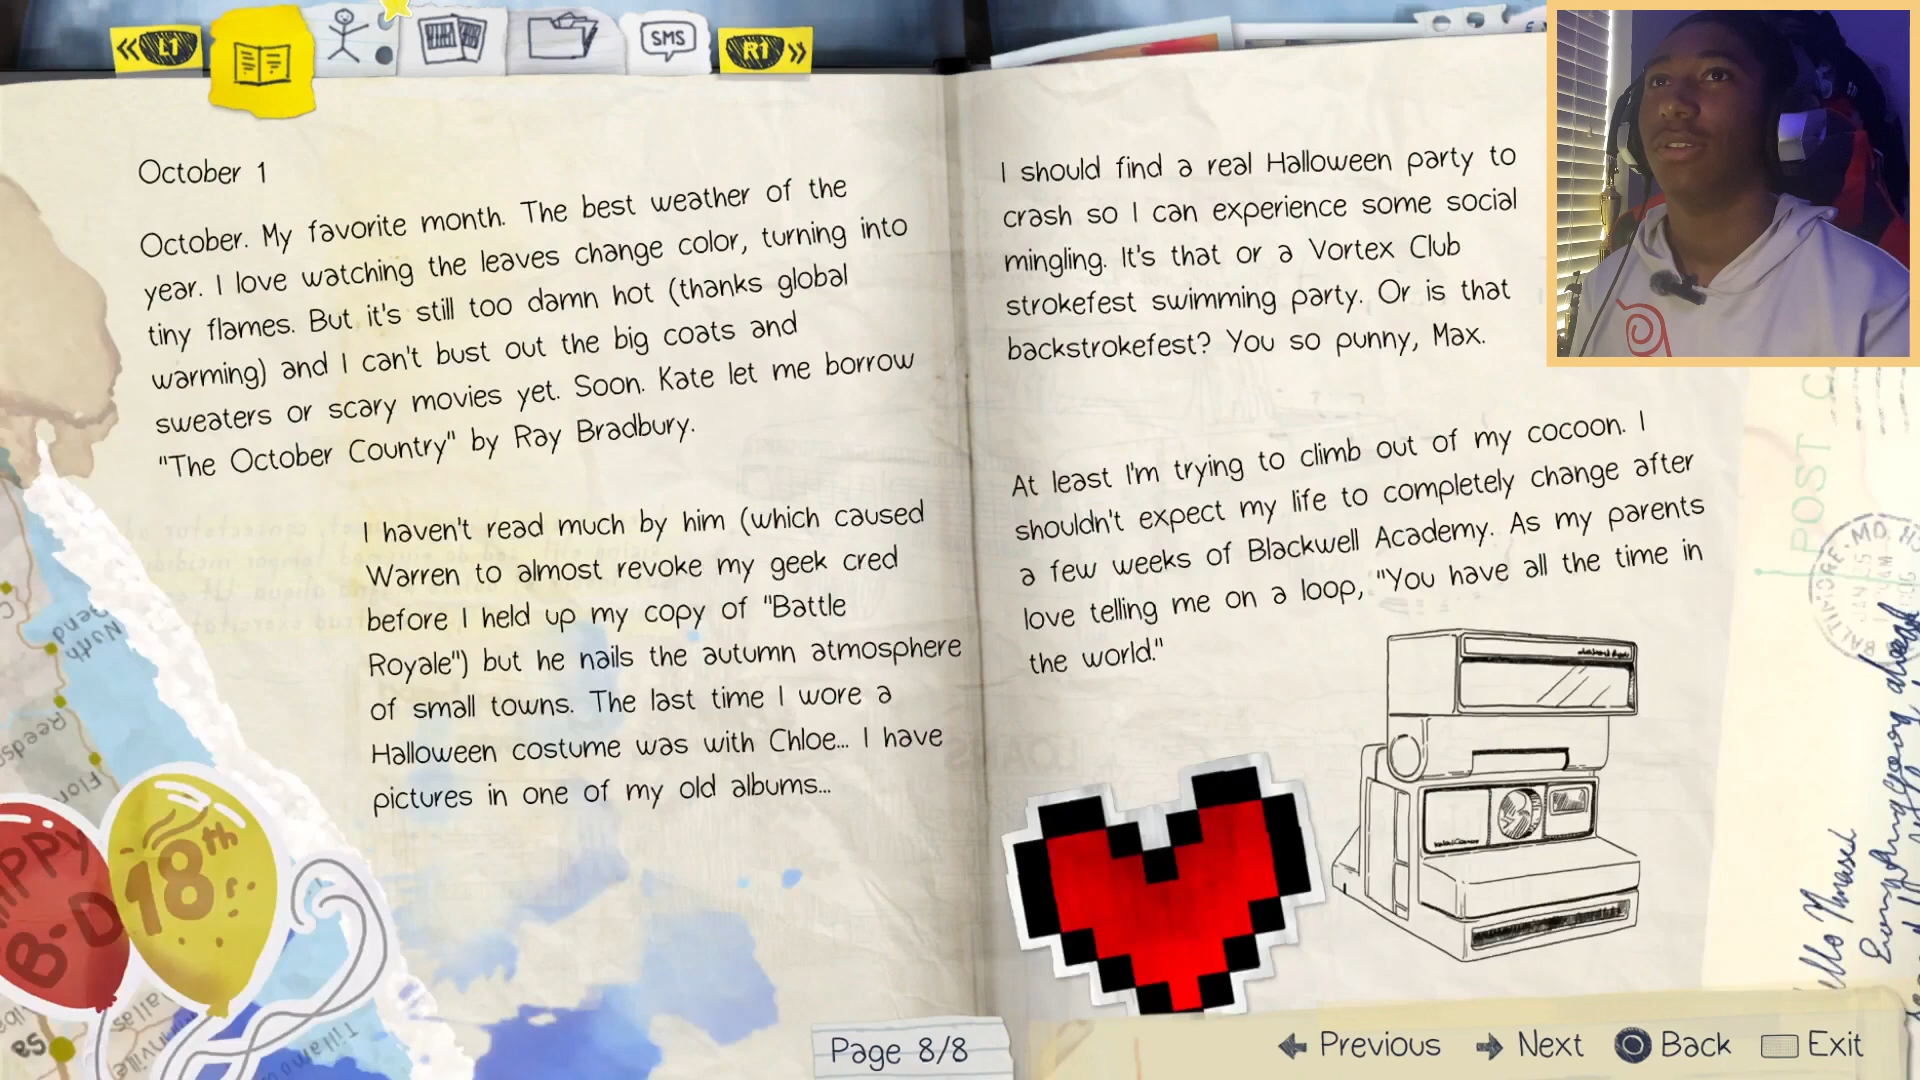 L1
SMS
R1
October 1
October. My favorite month. The best weather of the
year. I love watching the leaves change color, turning into
tiny flames. But it's still too damn hot (thanks global
warming) and I can't bust out the big coats and
sweaters or scary movies yet. Soon. Kate let me borrow
"The October Country" by Ray Bradbury.
I haven't read much by him (which caused
Warren to almost revoke my geek cred
before I held up my copy of "Battle
Royale") but he nails the autumn atmosphere
of small towns. The last time I wore a
Halloween costume was with Chloe... I have
pictures in one of my old albums...
I should find a real Halloween party to
crash so I can experience some social
mingling. It's that or a Vortex Club
strokefest swimming party. Or is that
backstrokefest? You so punny, Max.
At least I'm trying to climb out of my cocoon. I
shouldn't expect my life to completely change after
a few weeks of Blackwell Academy. As my parents
love telling me on a loop, "You have all the time in
the world."
North
Bend
18th
B-D
POST C
Page 8/8
Previous
Next
Back
Exit